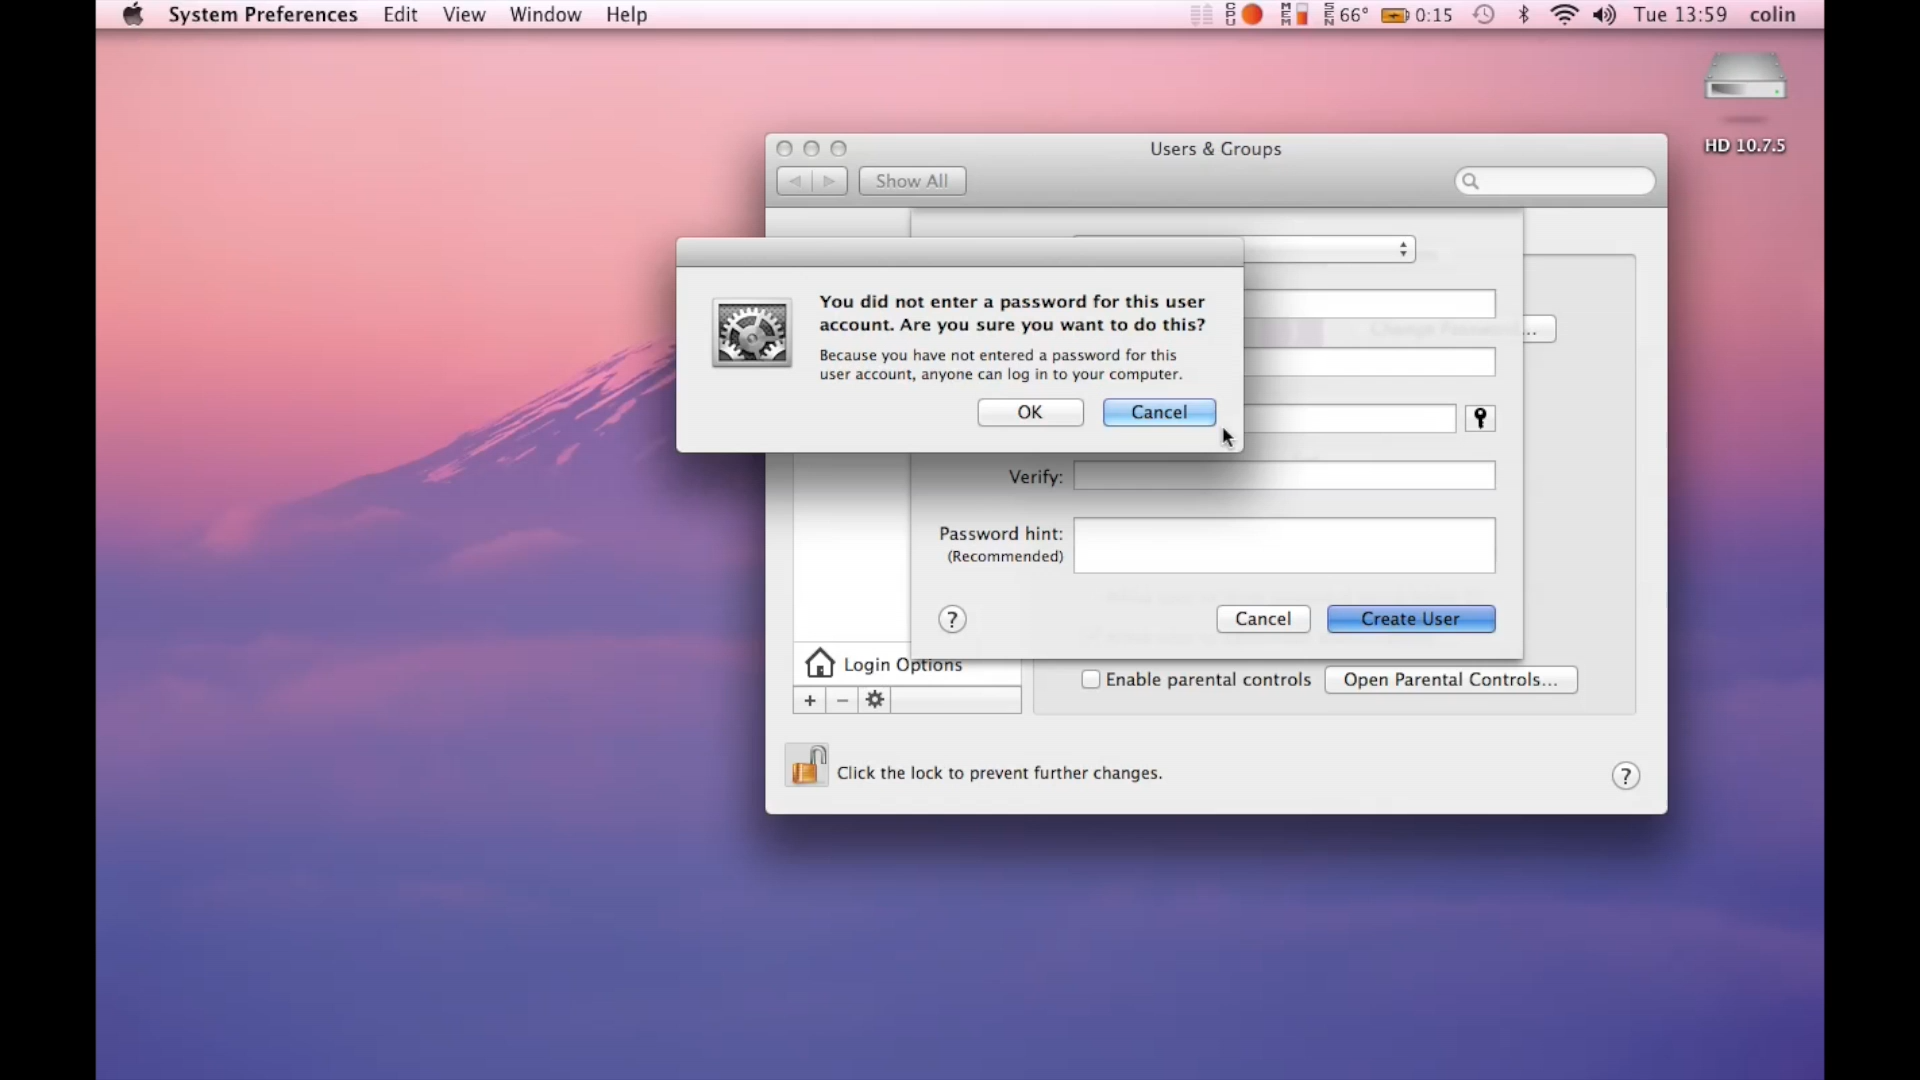 System Preferences Edit View Window Help
CPU MEM SEN 66° 0:15 Tue 13:59 colin
HD 10.7.5
Users & Groups
Show All
You did not enter a password for this user
account. Are you sure you want to do this?
Because you have not entered a password for this
user account, anyone can log in to your computer.
OK Cancel
Verify:
Password hint:
(Recommended)
? Cancel Create User
Login Options
Enable parental controls Open Parental Controls...
+ −
Click the lock to prevent further changes. ?